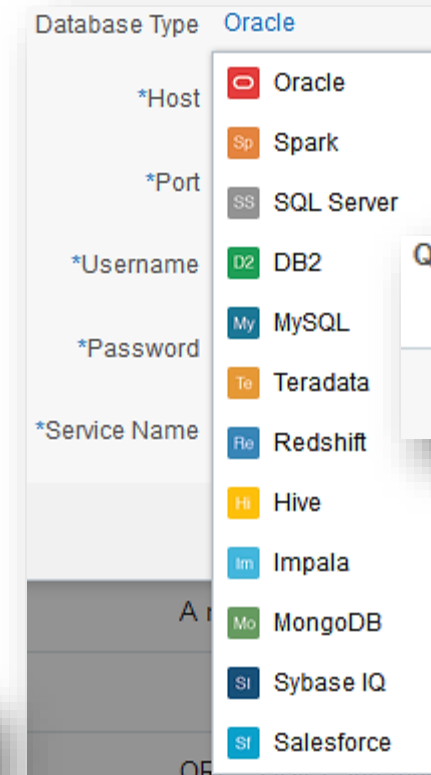 Database Type Oracle
*Host
*Port
*Username
*Password
*Service Name
Oracle
Sp Spark
SS SQL Server
D2 DB2
My MySQL
Te Teradata
Re Redshift
Hi Hive
Im Impala
Mo MongoDB
SI Sybase IQ
Sf Salesforce
Q
A
OR